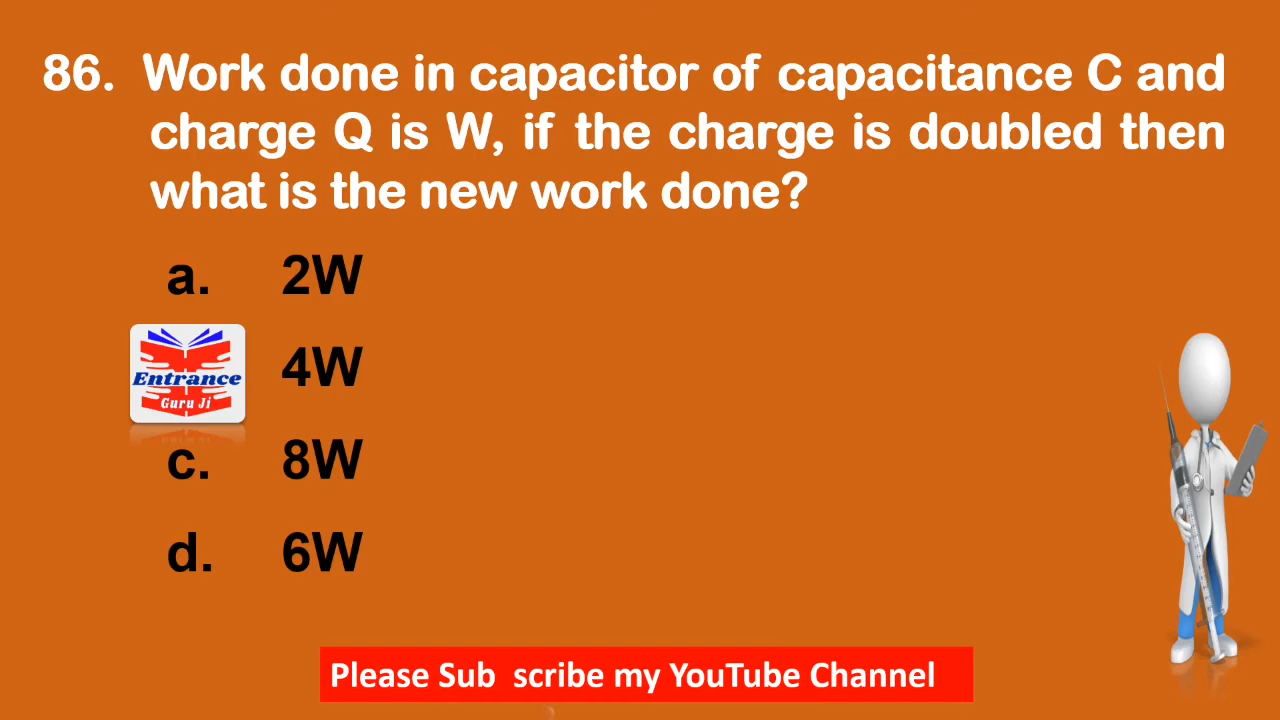 86. Work done in capacitor of capacitance C and
charge Q is W, if the charge is doubled then
what is the new work done?
a. 2W
4W
Entrance
Guru Ji
c. 8W
d. 6W
Please Sub scribe my YouTube Channel